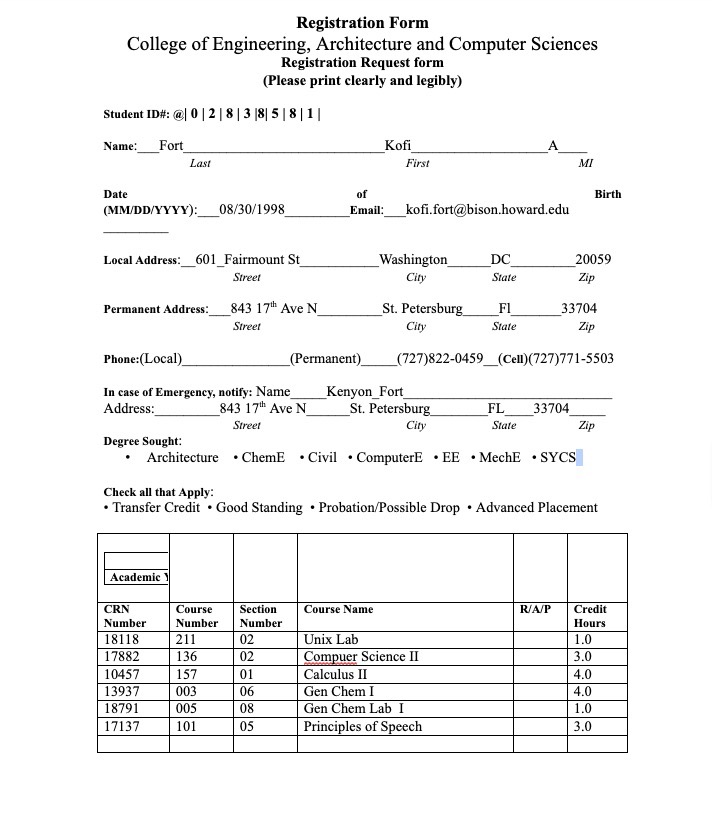 Registration Form
College of Engineering, Architecture and Computer Sciences
Registration Request form
(Please print clearly and legibly)
Student ID#: @| 0 | 2 | 8 | 3 |8| 5 | 8 | 1 |
Name:___Fort_____________________________Kofi____________________A____
Last First MI
Date of Birth
(MM/DD/YYYY):___08/30/1998_________Email:___kofi.fort@bison.howard.edu
_________
Local Address:__601_Fairmount St___________Washington______DC_________20059
Street City State Zip
Permanent Address:___843 17th Ave N_________St. Petersburg_____Fl_______33704
Street City State Zip
Phone:(Local)_______________(Permanent)_____(727)822-0459__(Cell)(727)771-5503
In case of Emergency, notify: Name_____Kenyon_Fort_____________________________
Address:_________843 17th Ave N______St. Petersburg________FL____33704_____
Street City State Zip
Degree Sought:
• Architecture • ChemE • Civil • ComputerE • EE • MechE • SYCS
Check all that Apply:
• Transfer Credit • Good Standing • Probation/Possible Drop • Advanced Placement
Academic Y
CRN Number Course Number Section Number Course Name R/A/P Credit Hours
18118 211 02 Unix Lab 1.0
17882 136 02 Compuer Science II 3.0
10457 157 01 Calculus II 4.0
13937 003 06 Gen Chem I 4.0
18791 005 08 Gen Chem Lab I 1.0
17137 101 05 Principles of Speech 3.0